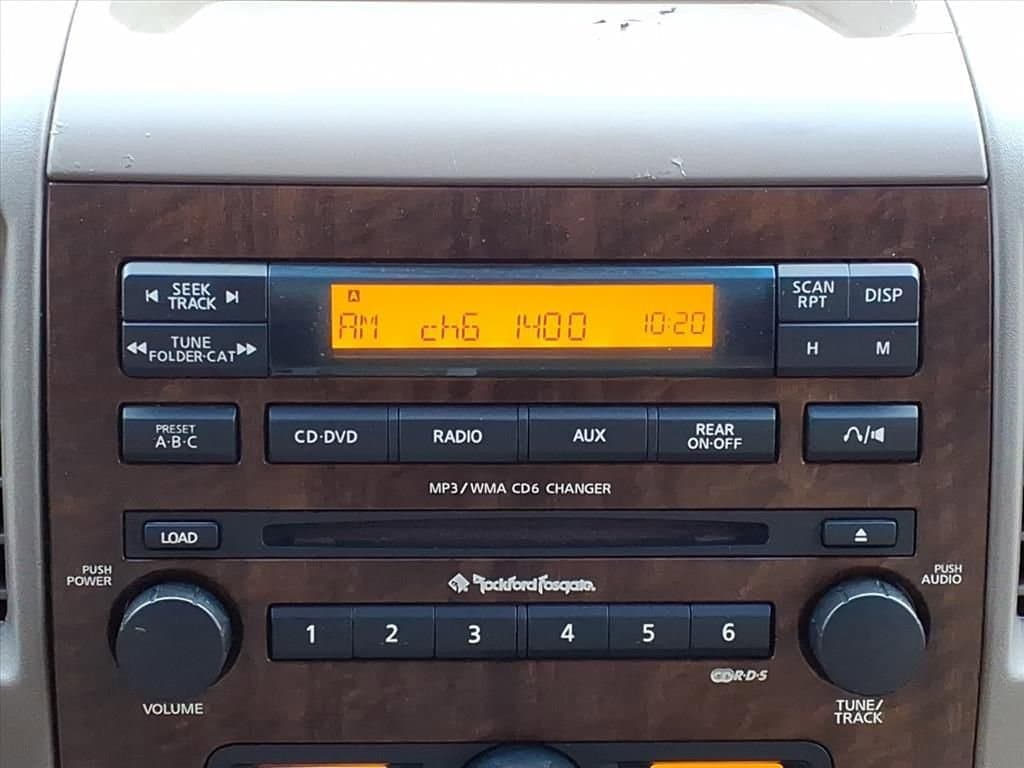 SEEK
TRACK
TUNE
FOLDER·CAT
A
AM ch6 1400 10:20
SCAN
RPT
DISP
H
M
PRESET
A·B·C
CD·DVD
RADIO
AUX
REAR
ON·OFF
MP3/WMA CD6 CHANGER
LOAD
PUSH
POWER
Rockford Fosgate.
PUSH
AUDIO
1
2
3
4
5
6
R·D·S
VOLUME
TUNE/
TRACK